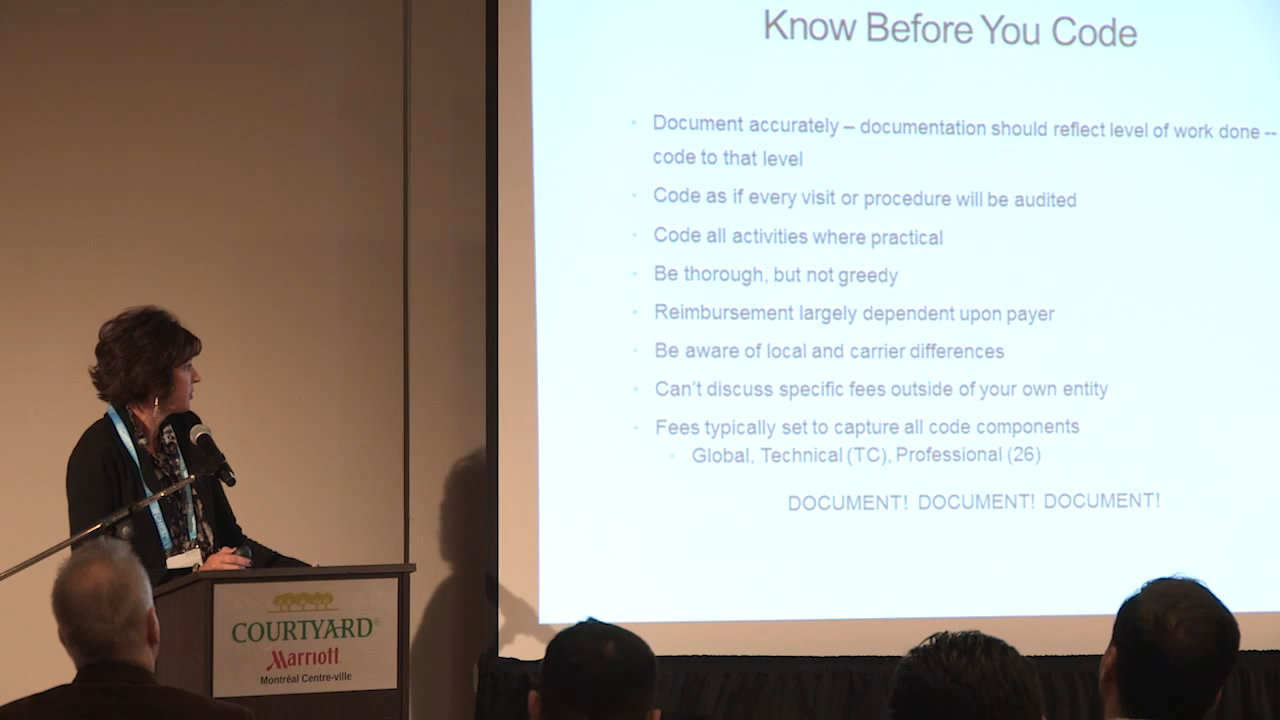 Know Before You Code
Document accurately – documentation should reflect level of work done --
code to that level
Code as if every visit or procedure will be audited
Code all activities where practical
Be thorough, but not greedy
Reimbursement largely dependent upon payer
Be aware of local and carrier differences
Can't discuss specific fees outside of your own entity
Fees typically set to capture all code components
Global, Technical (TC), Professional (26)
DOCUMENT! DOCUMENT! DOCUMENT!
COURTYARD®
Marriott
Montréal Centre-ville